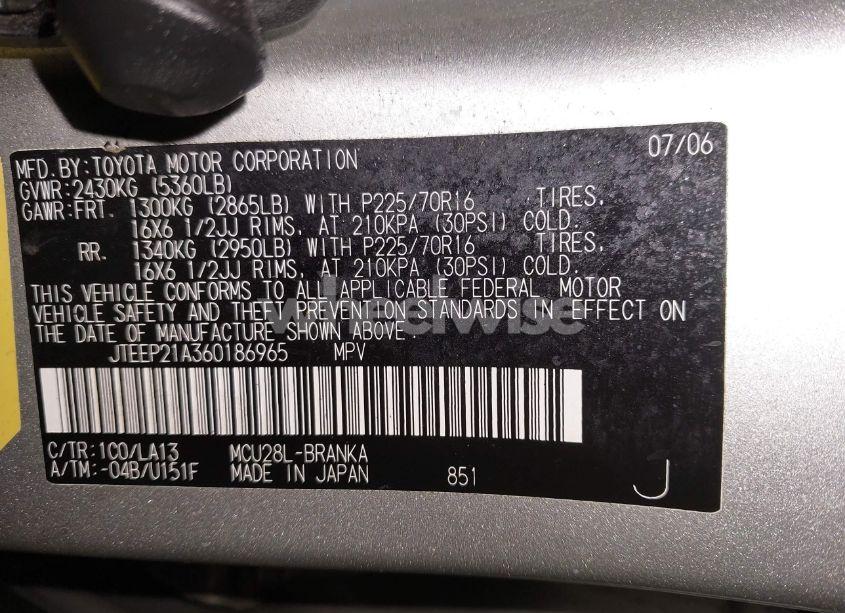 07/06
MFD.BY:TOYOTA MOTOR CORPORATION
GVWR:2430KG (5360LB)
GAWR:FRT. 1300KG (2865LB) WITH P225/70R16 TIRES.
16X6 1/2JJ RIMS, AT 210KPA (30PSI) COLD.
RR. 1340KG (2950LB) WITH P225/70R16 TIRES.
16X6 1/2JJ RIMS, AT 210KPA (30PSI) COLD.
THIS VEHICLE CONFORMS TO ALL APPLICABLE FEDERAL MOTOR
VEHICLE SAFETY AND THEFT PREVENTION STANDARDS IN EFFECT ON
THE DATE OF MANUFACTURE SHOWN ABOVE.
wheelwise
JTEEP21A360186965 MPV
C/TR:1C0/LA13 MCU28L-BRANKA
A/TM:-04B/U151F MADE IN JAPAN 851
J